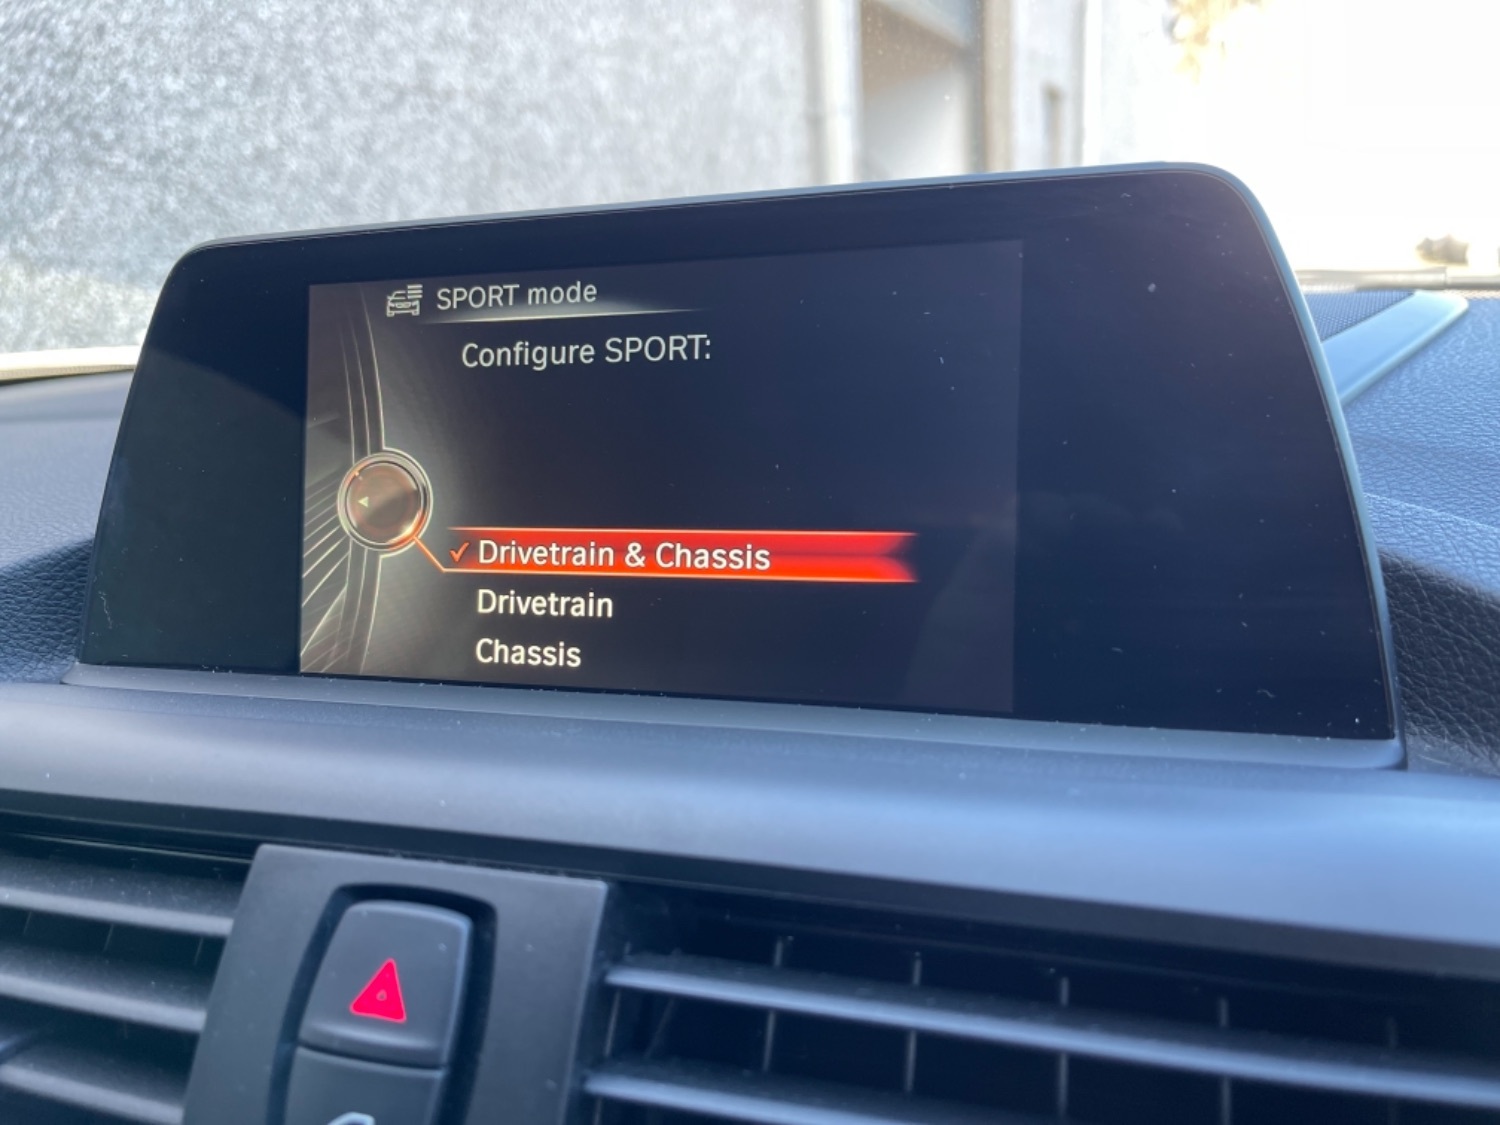 SPORT mode
Configure SPORT:
Drivetrain & Chassis
Drivetrain
Chassis